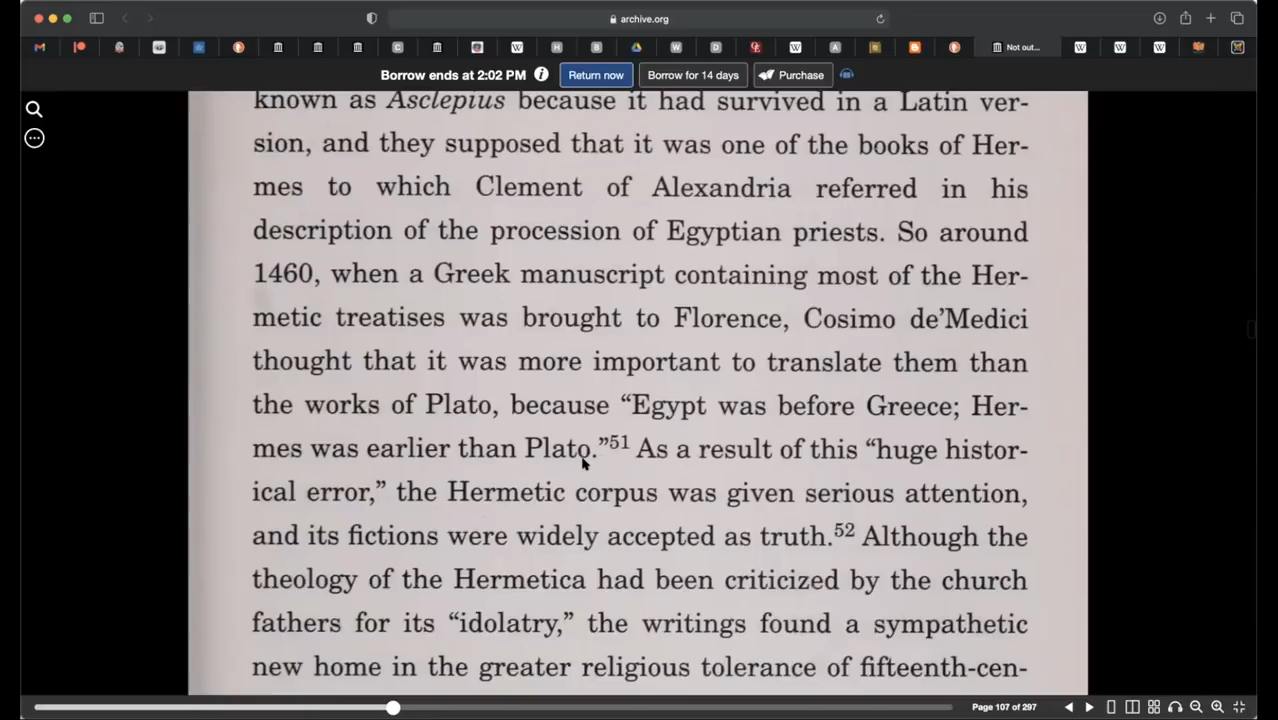 archive.org
Not out...
Borrow ends at 2:02 PM
Return now
Borrow for 14 days
Purchase
known as Asclepius because it had survived in a Latin ver-
sion, and they supposed that it was one of the books of Her-
mes to which Clement of Alexandria referred in his
description of the procession of Egyptian priests. So around
1460, when a Greek manuscript containing most of the Her-
metic treatises was brought to Florence, Cosimo de’Medici
thought that it was more important to translate them than
the works of Plato, because “Egypt was before Greece; Her-
mes was earlier than Plato.”51 As a result of this “huge histor-
ical error,” the Hermetic corpus was given serious attention,
and its fictions were widely accepted as truth.52 Although the
theology of the Hermetica had been criticized by the church
fathers for its “idolatry,” the writings found a sympathetic
new home in the greater religious tolerance of fifteenth-cen-
Page 107 of 297